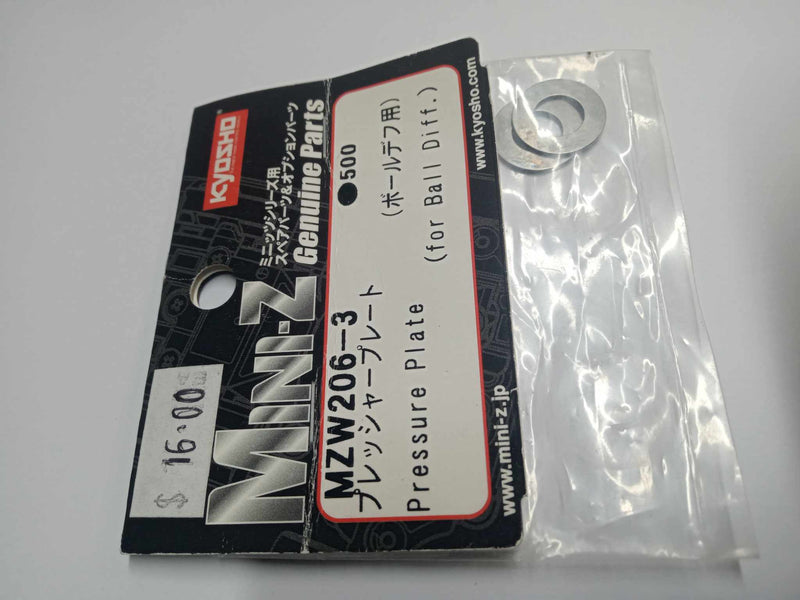 KYOSHO
ミニッツシリーズ用
スペアパーツ&オプションパーツ
Genuine Parts
MINI-Z
$ 16.00
MZW206-3
●500
プレッシャープレート
(ボールデフ用)
Pressure Plate
(for Ball Diff.)
www.mini-z.jp
www.kyosho.com